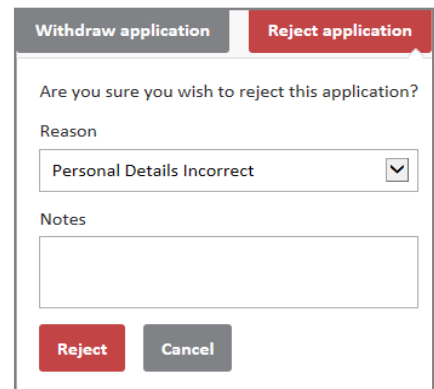 Withdraw application Reject application
Are you sure you wish to reject this application?
Reason
Personal Details Incorrect
Notes
Reject Cancel